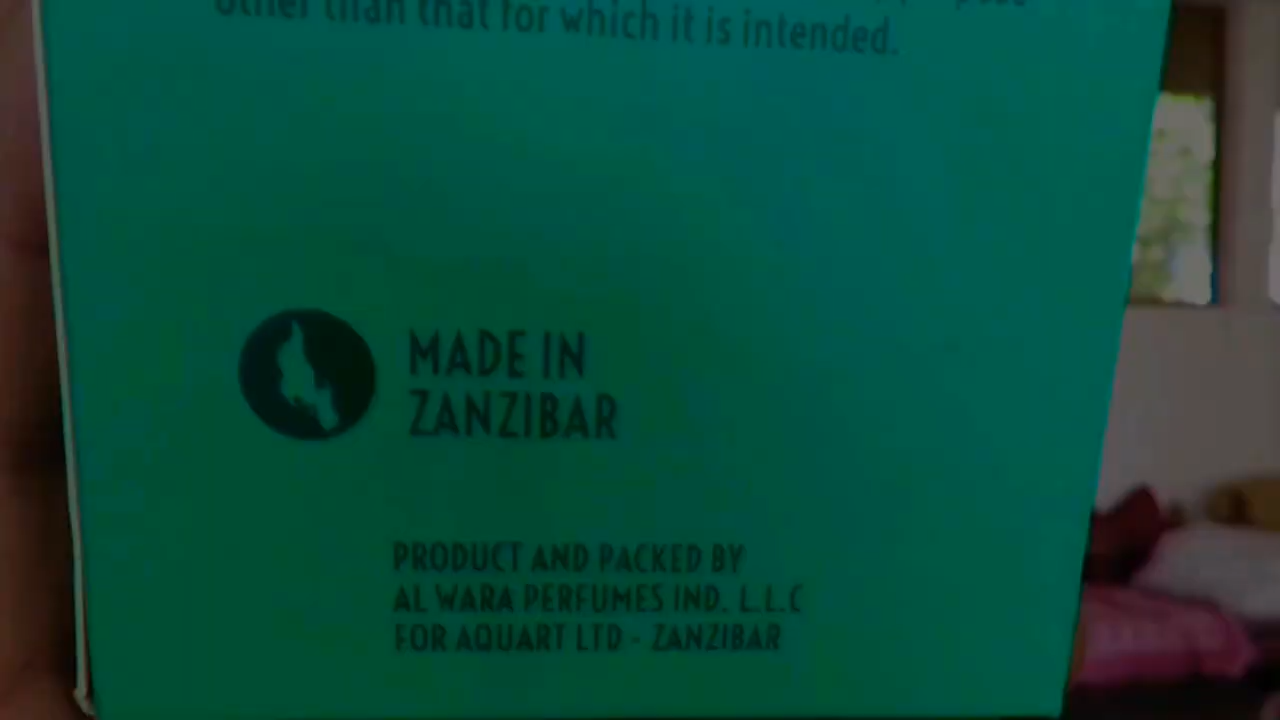 other than that for which it is intended.
MADE IN
ZANZIBAR
PRODUCT AND PACKED BY
AL WARA PERFUMES IND. L.L.C
FOR AQUART LTD - ZANZIBAR